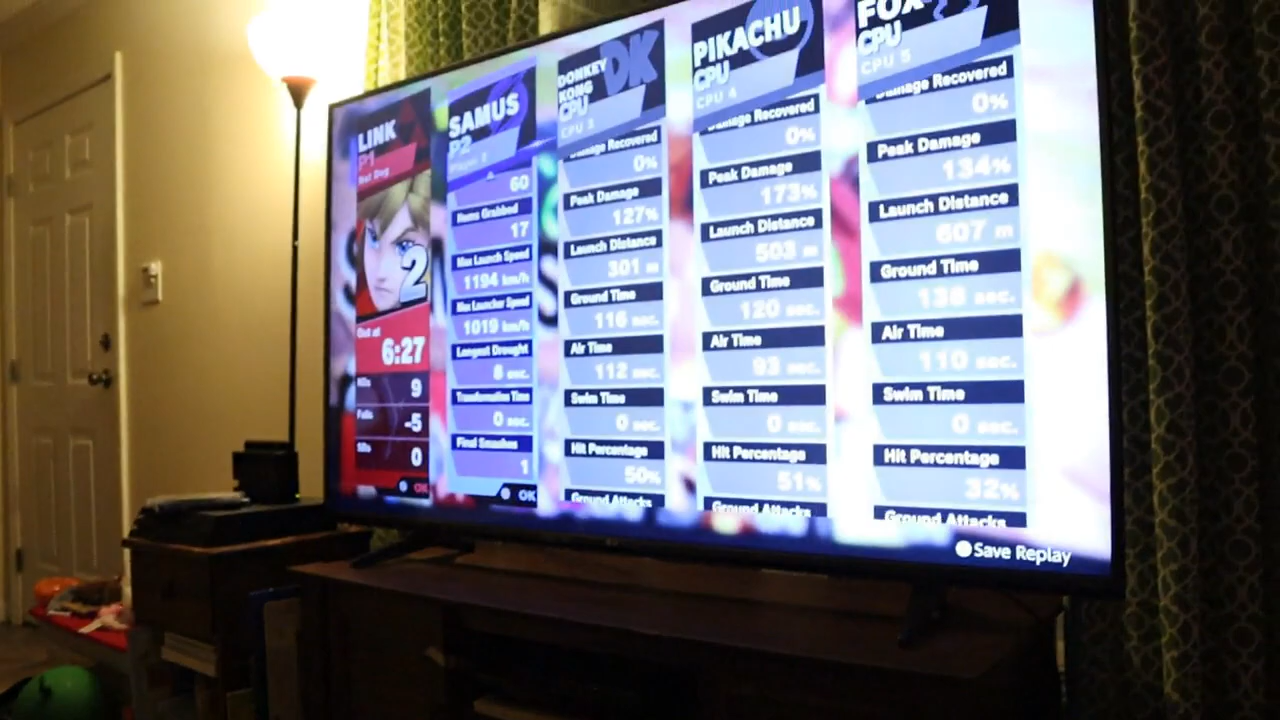 LINK
P1
Hot Dog
2
Out at
6:27
KOs
9
Falls
-5
SDs
0
OK
SAMUS
P2
Player 2
60
Items Grabbed
17
Max Launch Speed
1194 km/h
Max Launcher Speed
1019 km/h
Longest Drought
8 sec.
Transformation Time
0 sec.
Final Smashes
1
OK
DONKEY
KONG
DK
CPU
CPU 3
Damage Recovered
0%
Peak Damage
127%
Launch Distance
301 m
Ground Time
116 sec.
Air Time
112 sec.
Swim Time
0 sec.
Hit Percentage
50%
Ground Attacks
PIKACHU
CPU
CPU 4
Damage Recovered
0%
Peak Damage
173%
Launch Distance
503 m
Ground Time
120 sec.
Air Time
93 sec.
Swim Time
0 sec.
Hit Percentage
51%
Ground Attacks
FOX
CPU
CPU 5
Damage Recovered
0%
Peak Damage
134%
Launch Distance
607 m
Ground Time
138 sec.
Air Time
110 sec.
Swim Time
0 sec.
Hit Percentage
32%
Ground Attacks
Save Replay